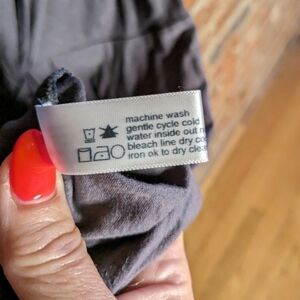 machine wash
gentle cycle cold
water inside out
bleach line dry
iron ok to dry